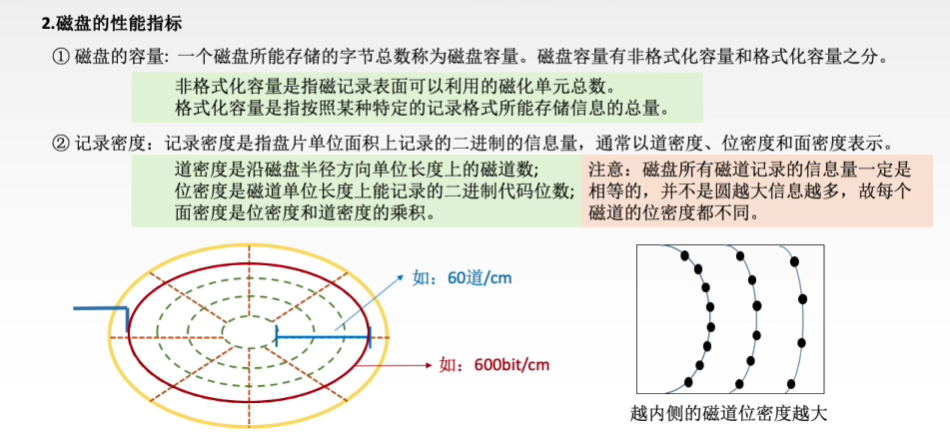 2.磁盘的性能指标
① 磁盘的容量: 一个磁盘所能存储的字节总数称为磁盘容量。磁盘容量有非格式化容量和格式化容量之分。
非格式化容量是指磁记录表面可以利用的磁化单元总数。
格式化容量是指按照某种特定的记录格式所能存储信息的总量。
② 记录密度：记录密度是指盘片单位面积上记录的二进制的信息量，通常以道密度、位密度和面密度表示。
道密度是沿磁盘半径方向单位长度上的磁道数;
位密度是磁道单位长度上能记录的二进制代码位数;
面密度是位密度和道密度的乘积。
注意：磁盘所有磁道记录的信息量一定是
相等的，并不是圆越大信息越多，故每个
磁道的位密度都不同。
如：60道/cm
如：600bit/cm
越内侧的磁道位密度越大